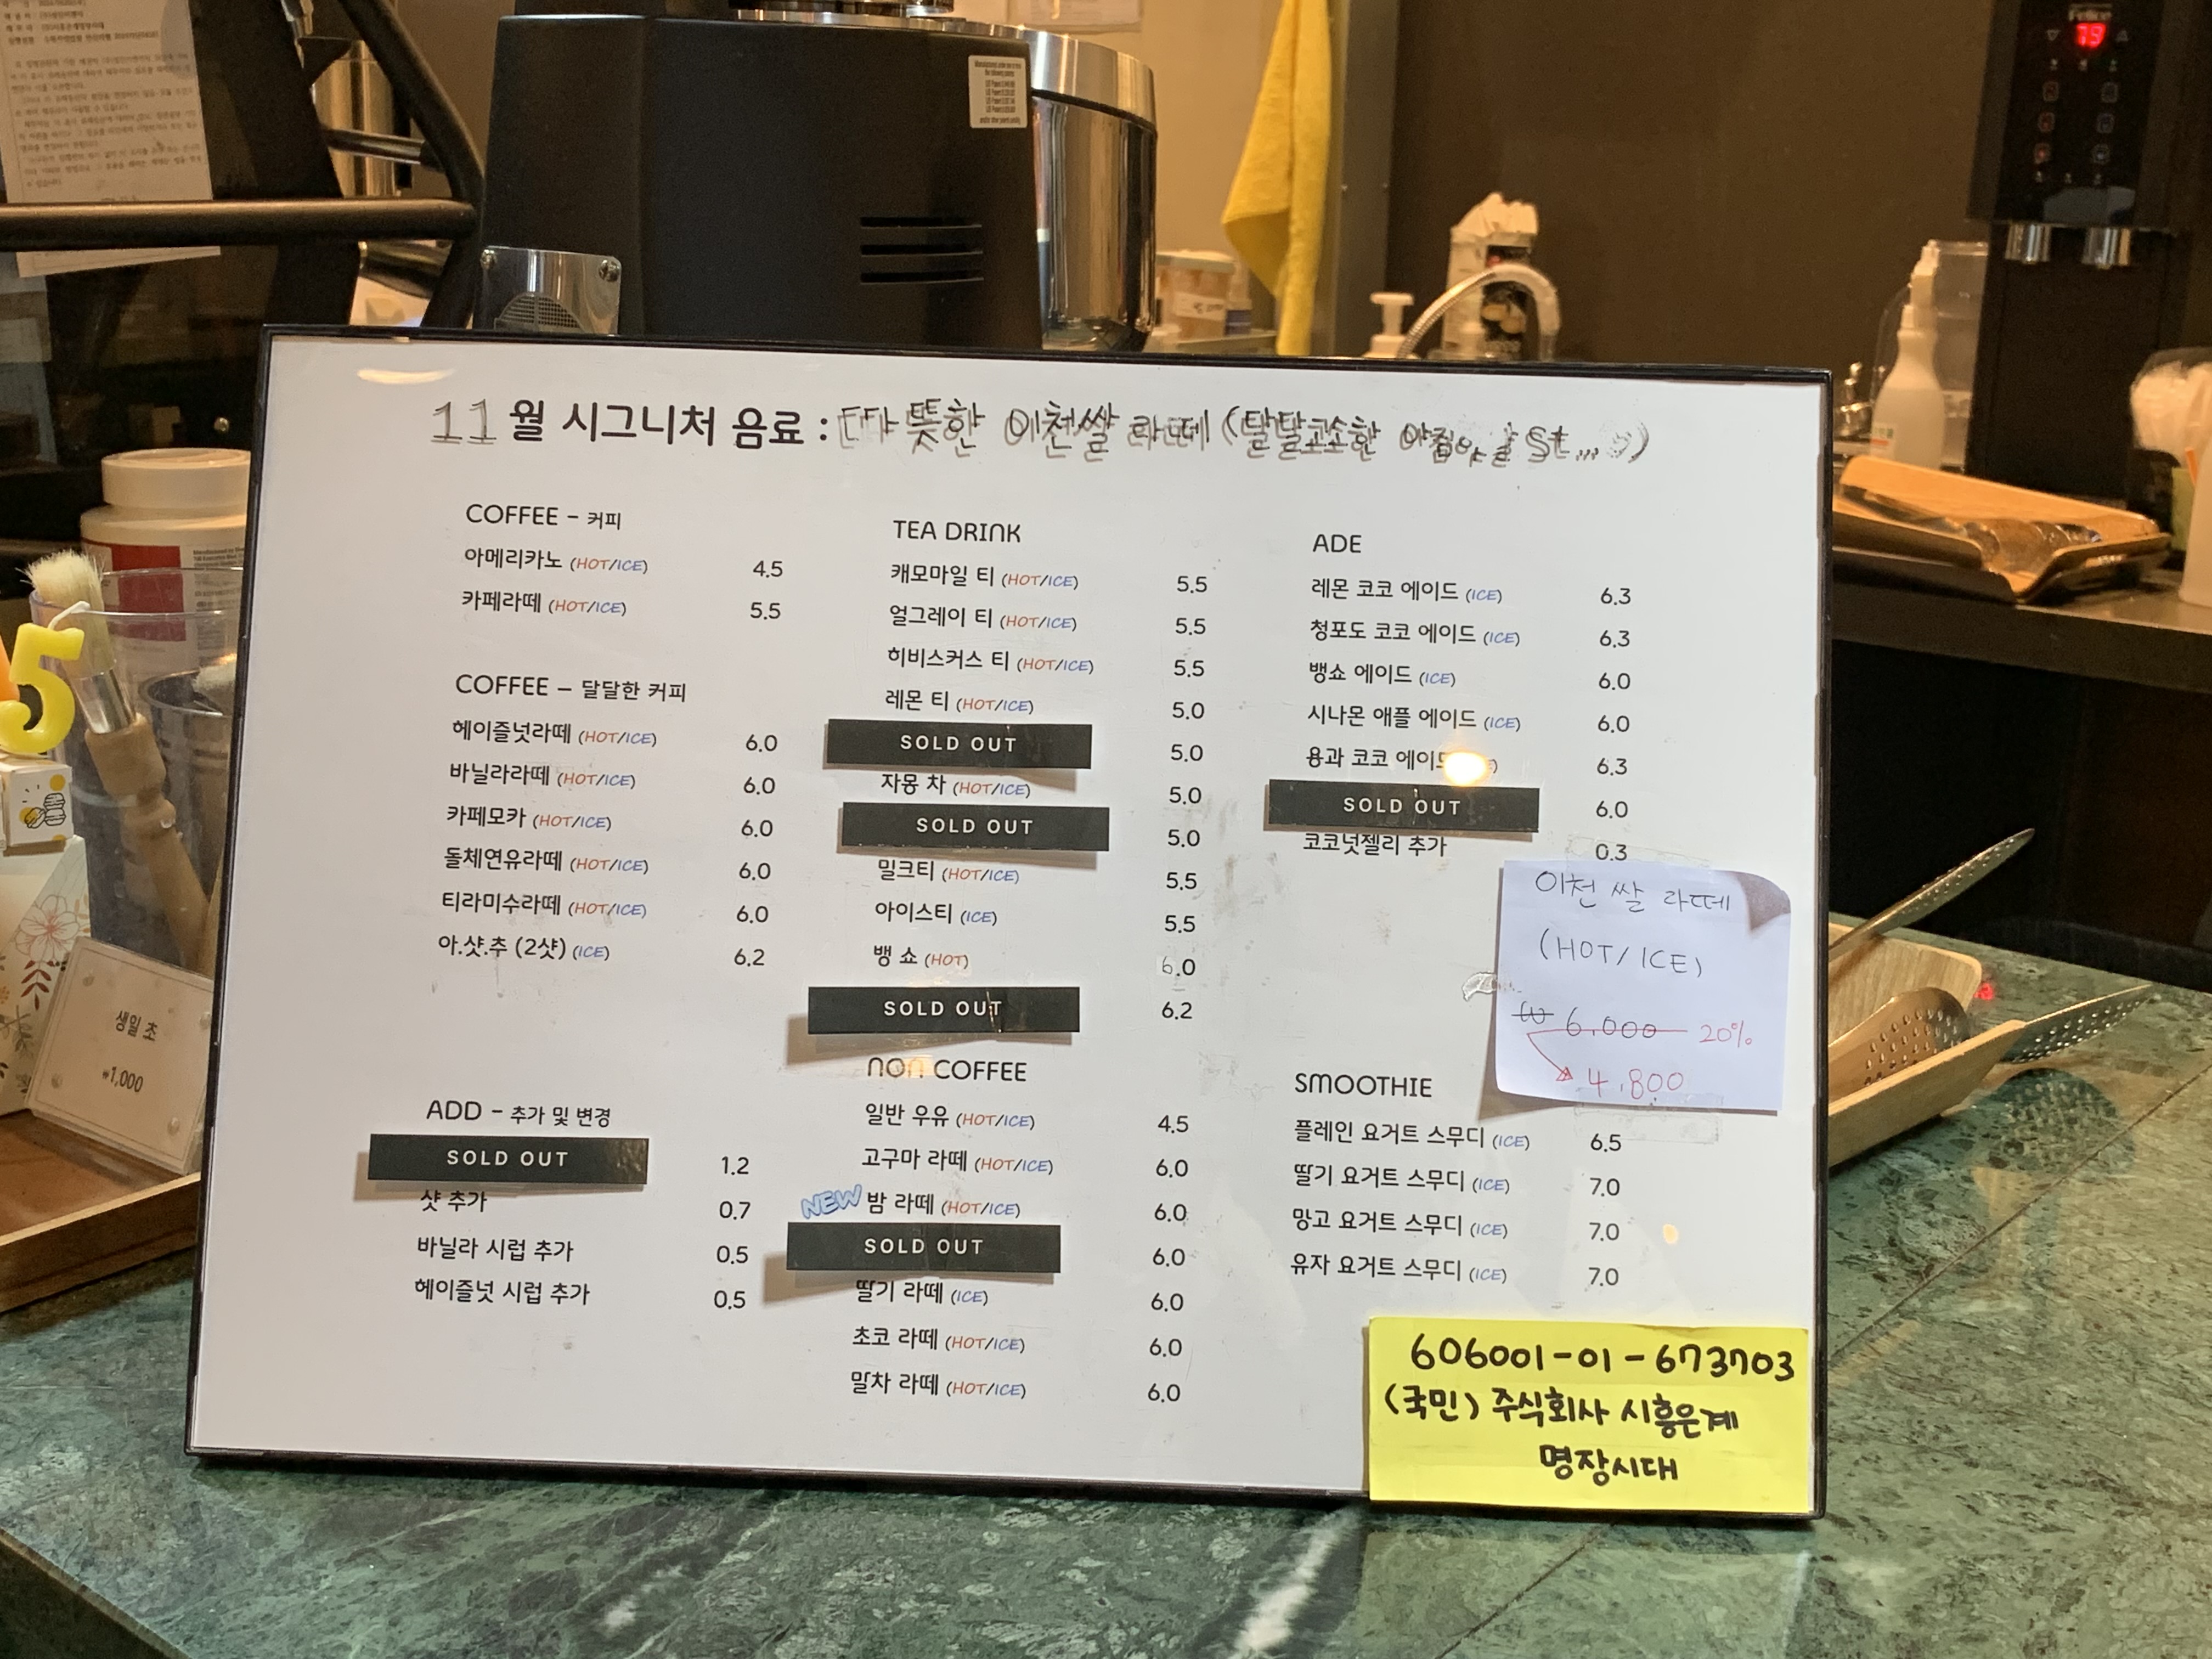 11월 시그니처 음료 : 따뜻한 이천쌀 라떼 (달달고소한 아침
COFFEE - 커피
아메리카노 (HOT/ICE) 4.5
카페라떼 (HOT/ICE) 5.5
COFFEE - 달달한 커피
헤이즐넛라떼 (HOT/ICE) 6.0
바닐라라떼 (HOT/ICE) 6.0
카페모카 (HOT/ICE) 6.0
돌체연유라떼 (HOT/ICE) 6.0
티라미수라떼 (HOT/ICE) 6.0
아.샷.추 (2샷) (ICE) 6.2
ADD - 추가 및 변경
SOLD OUT 1.2
샷 추가 0.7
바닐라 시럽 추가 0.5
헤이즐넛 시럽 추가 0.5
TEA DRINK
캐모마일 티 (HOT/ICE) 5.5
얼그레이 티 (HOT/ICE) 5.5
히비스커스 티 (HOT/ICE) 5.5
레몬 티 (HOT/ICE) 5.0
SOLD OUT 5.0
자몽 차 (HOT/ICE) 5.0
SOLD OUT 5.0
밀크티 (HOT/ICE) 5.5
아이스티 (ICE) 5.5
뱅 쇼 (HOT) 6.0
SOLD OUT 6.2
NON COFFEE
일반 우유 (HOT/ICE) 4.5
고구마 라떼 (HOT/ICE) 6.0
NEW 밤 라떼 (HOT/ICE) 6.0
SOLD OUT 6.0
딸기 라떼 (ICE) 6.0
초코 라떼 (HOT/ICE) 6.0
말차 라떼 (HOT/ICE) 6.0
ADE
레몬 코코 에이드 (ICE) 6.3
청포도 코코 에이드 (ICE) 6.3
뱅쇼 에이드 (ICE) 6.0
시나몬 애플 에이드 (ICE) 6.0
용과 코코 에이드 6.3
SOLD OUT 6.0
코코넛젤리 추가 0.3
이천 쌀 라떼
(HOT/ICE)
₩ 6,000 20%
4,800
SMOOTHIE
플레인 요거트 스무디 (ICE) 6.5
딸기 요거트 스무디 (ICE) 7.0
망고 요거트 스무디 (ICE) 7.0
유자 요거트 스무디 (ICE) 7.0
606001-01-673703
(국민) 주식회사 시흥은계
명장시대
생일 초
₩1,000
5
Felice
79